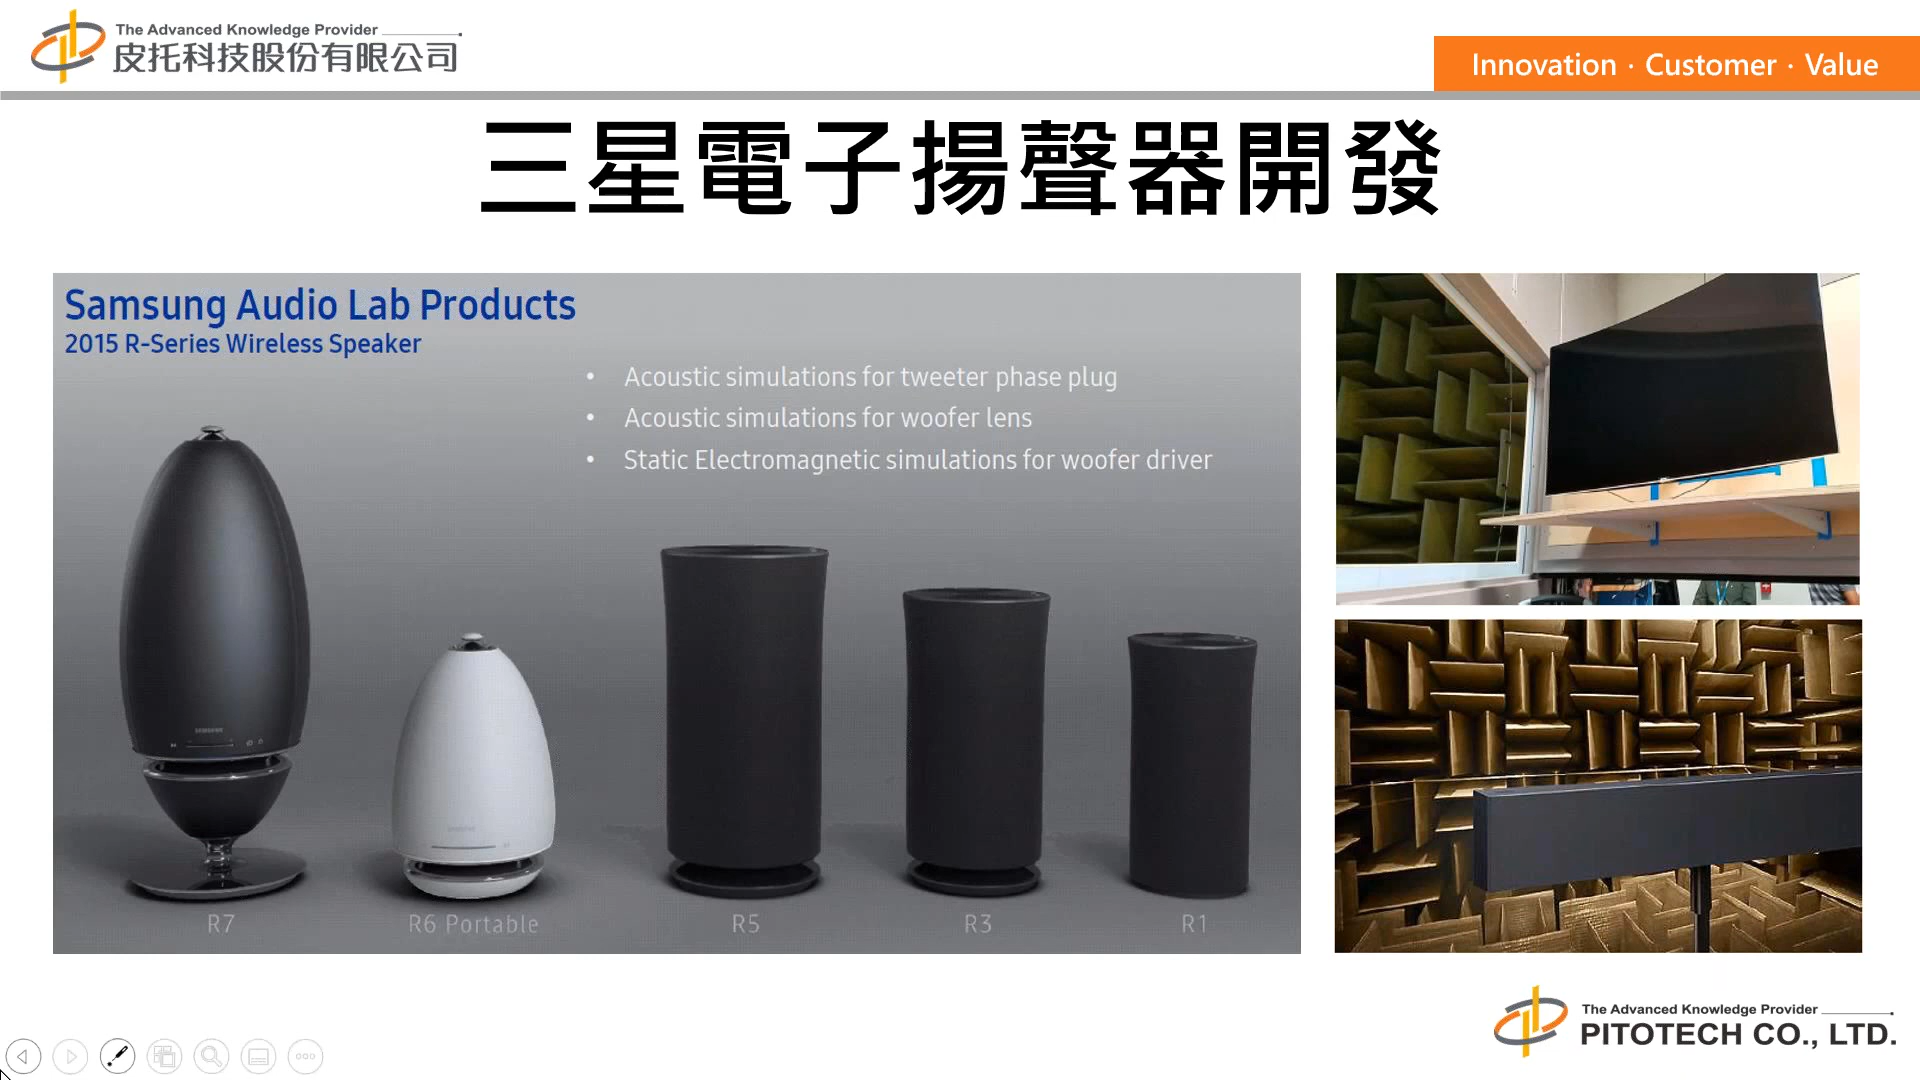 The Advanced Knowledge Provider
皮托科技股份有限公司
Innovation · Customer · Value
三星電子揚聲器開發
Samsung Audio Lab Products
2015 R-Series Wireless Speaker
• Acoustic simulations for tweeter phase plug
• Acoustic simulations for woofer lens
• Static Electromagnetic simulations for woofer driver
SAMSUNG
R7
R6 Portable
R5
R3
R1
The Advanced Knowledge Provider
PITOTECH CO., LTD.